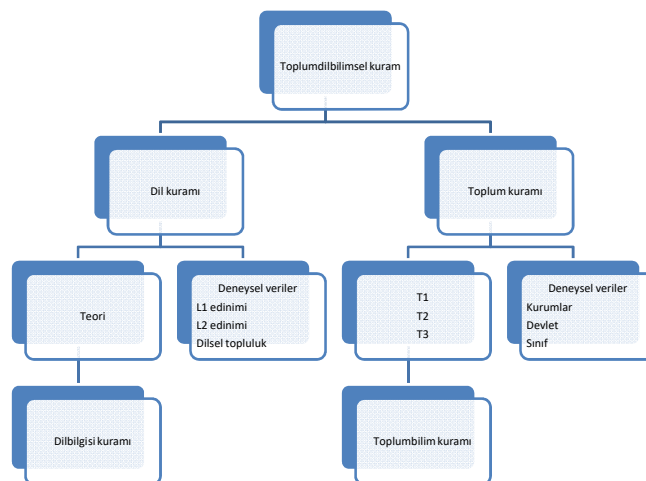 Toplumdilbilimsel kuram
Dil kuramı
Toplum kuramı
Teori
Deneysel veriler
L1 edinimi
L2 edinimi
Dilsel topluluk
T1
T2
T3
Deneysel veriler
Kurumlar
Devlet
Sınıf
Dilbilgisi kuramı
Toplumbilim kuramı